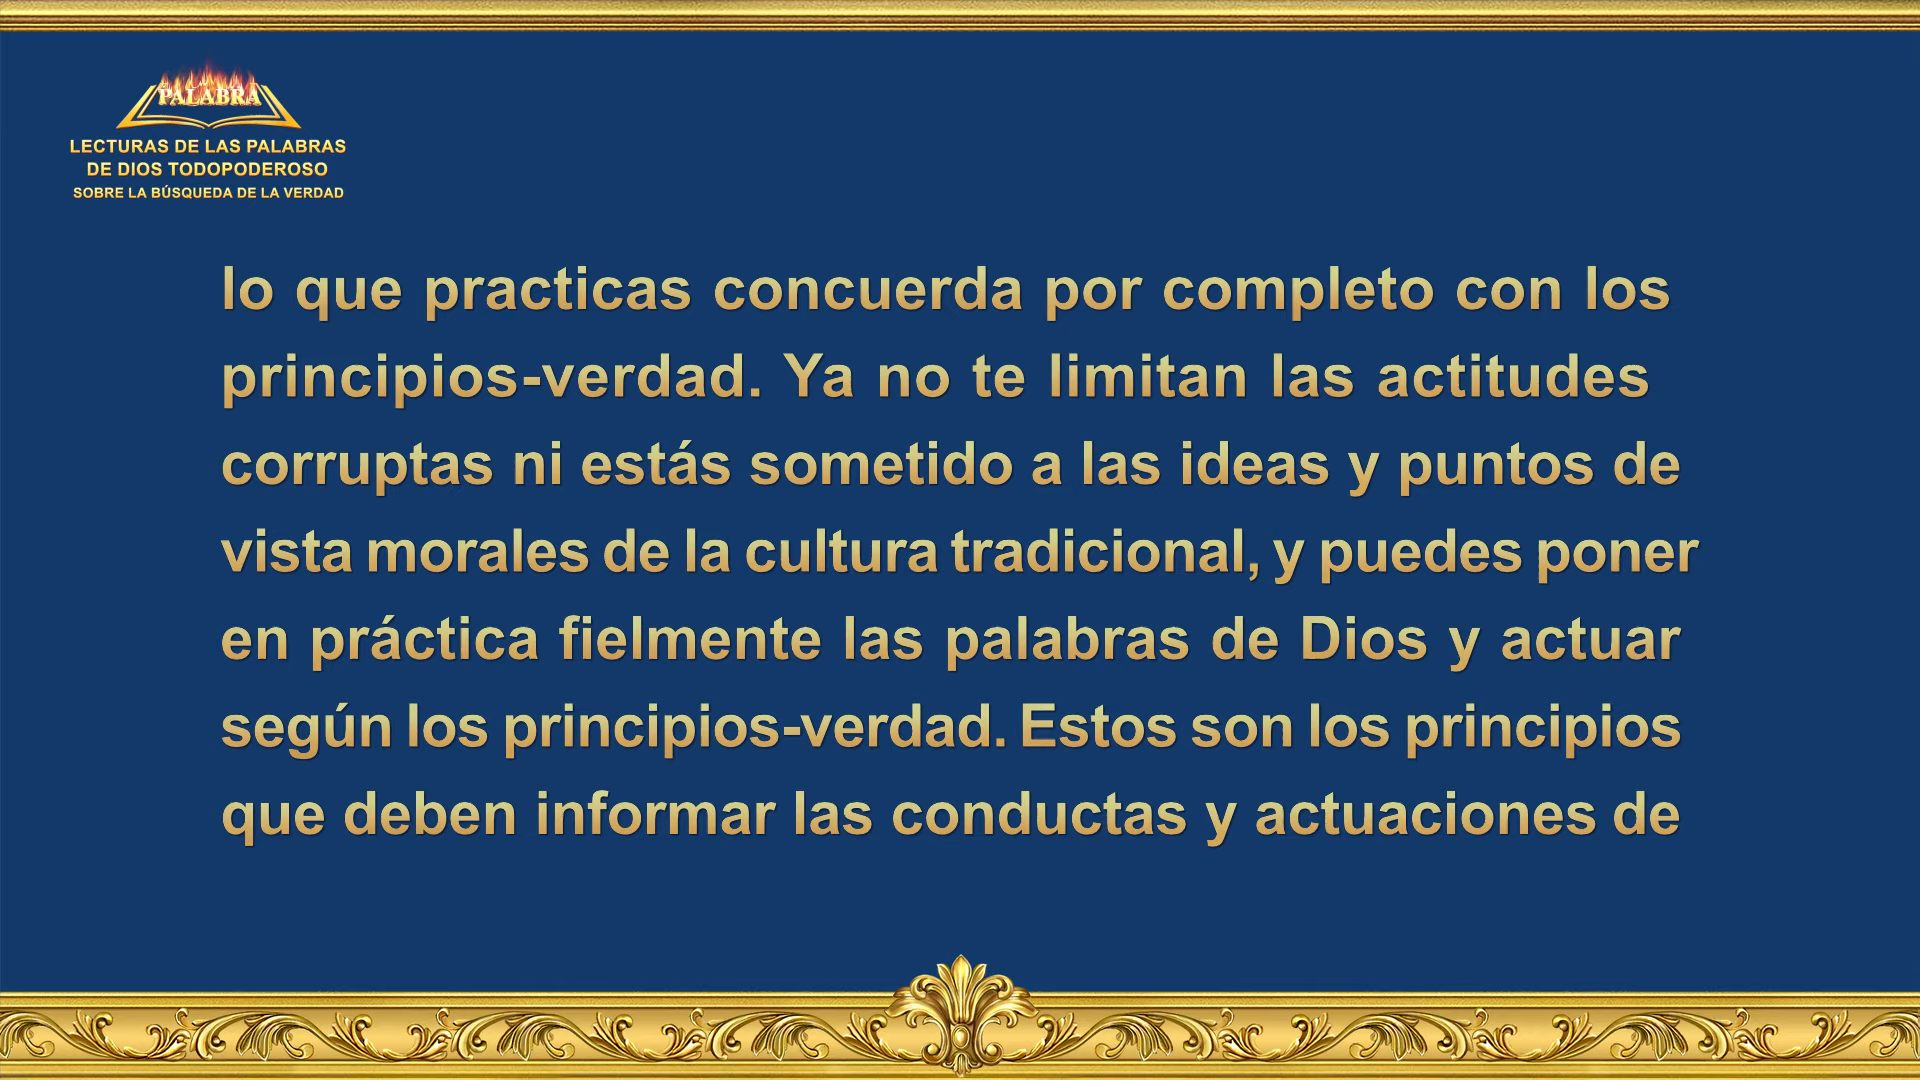 PALABRA
LECTURAS DE LAS PALABRAS
DE DIOS TODOPODEROSO
SOBRE LA BÚSQUEDA DE LA VERDAD
lo que practicas concuerda por completo con los
principios-verdad. Ya no te limitan las actitudes
corruptas ni estás sometido a las ideas y puntos de
vista morales de la cultura tradicional, y puedes poner
en práctica fielmente las palabras de Dios y actuar
según los principios-verdad. Estos son los principios
que deben informar las conductas y actuaciones de